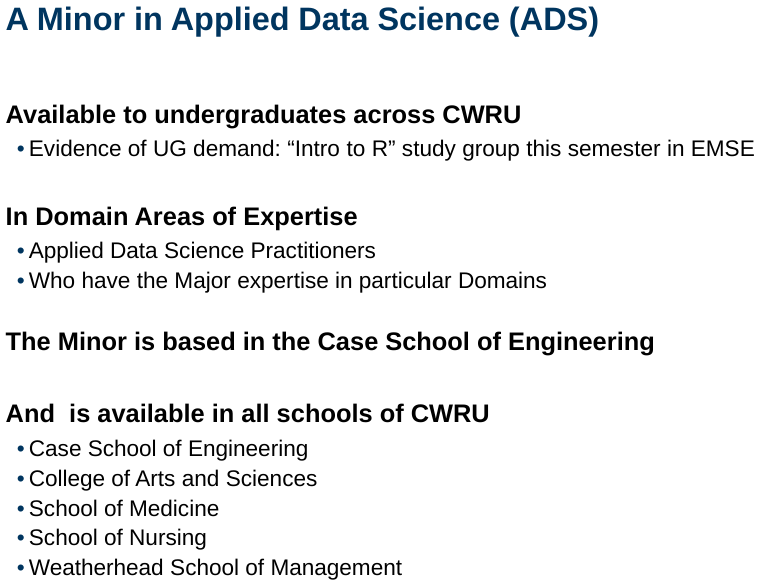 A Minor in Applied Data Science (ADS)
Available to undergraduates across CWRU
• Evidence of UG demand: “Intro to R” study group this semester in EMSE
In Domain Areas of Expertise
• Applied Data Science Practitioners
• Who have the Major expertise in particular Domains
The Minor is based in the Case School of Engineering
And  is available in all schools of CWRU
• Case School of Engineering
• College of Arts and Sciences
• School of Medicine
• School of Nursing
• Weatherhead School of Management